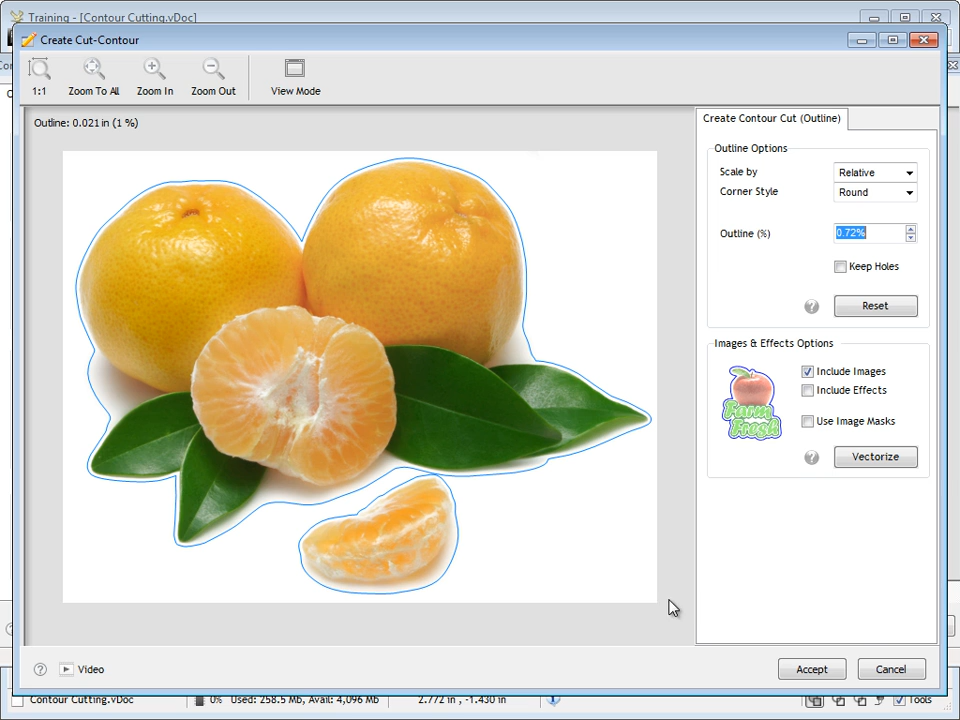 Training - [Contour Cutting.vDoc]
Create Cut-Contour
1:1
Zoom To All
Zoom In
Zoom Out
View Mode
Outline: 0.021 in (1 %)
Create Contour Cut (Outline)
Outline Options
Scale by
Relative
Corner Style
Round
Outline (%)
0.72%
Keep Holes
Reset
Images & Effects Options
Include Images
Include Effects
Farm
Fresh
Use Image Masks
Vectorize
Video
Accept
Cancel
Contour Cutting.vDoc
0%
Used: 258.5 Mb, Avail: 4,096 Mb
2.772 in , -1.430 in
Tools